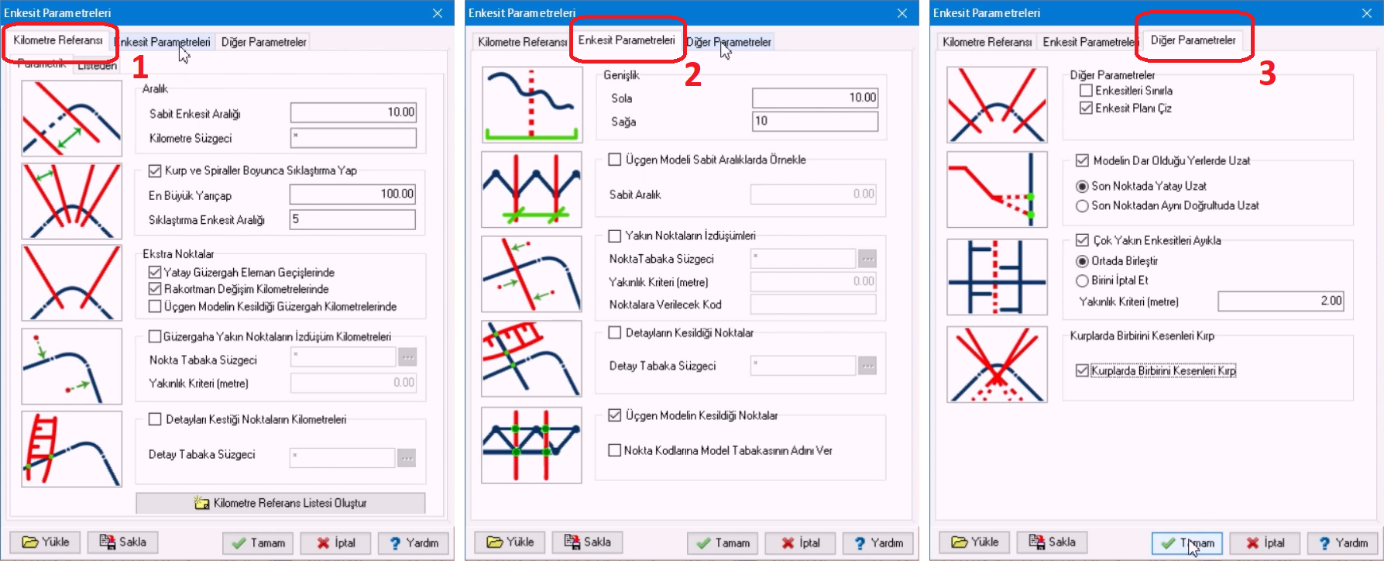 Enkesit Parametreleri
Kilometre Referansı
Enkesit Parametreleri
Diğer Parametreler
1
Parametrik
Listeden
Aralık
Sabit Enkesit Aralığı
10.00
Kilometre Süzgeci
*
Kurp ve Spiraller Boyunca Sıklaştırma Yap
En Büyük Yarıçap
100.00
Sıklaştırma Enkesit Aralığı
5
Ekstra Noktalar
Yatay Güzergah Eleman Geçişlerinde
Rakortman Değişim Kilometrelerinde
Üçgen Modelin Kesildiği Güzergah Kilometrelerinde
Güzergaha Yakın Noktaların İzdüşüm Kilometreleri
Nokta Tabaka Süzgeci
*
...
Yakınlık Kriteri (metre)
0.00
Detayları Kestiği Noktaların Kilometreleri
Detay Tabaka Süzgeci
*
...
Kilometre Referans Listesi Oluştur
Yükle
Sakla
Tamam
İptal
Yardım
Enkesit Parametreleri
Kilometre Referansı
Enkesit Parametreleri
Diğer Parametreler
2
Genişlik
Sola
10.00
Sağa
10
Üçgen Modeli Sabit Aralıklarda Örnekle
Sabit Aralık
0.00
Yakın Noktaların İzdüşümleri
NoktaTabaka Süzgeci
*
...
Yakınlık Kriteri (metre)
0.00
Noktalara Verilecek Kod
Detayların Kesildiği Noktalar
Detay Tabaka Süzgeci
*
...
Üçgen Modelin Kesildiği Noktalar
Nokta Kodlarına Model Tabakasının Adını Ver
Yükle
Sakla
Tamam
İptal
Yardım
Enkesit Parametreleri
Kilometre Referansı
Enkesit Parametreleri
Diğer Parametreler
3
Diğer Parametreler
Enkesitleri Sınırla
Enkesit Planı Çiz
Modelin Dar Olduğu Yerlerde Uzat
Son Noktada Yatay Uzat
Son Noktadan Aynı Doğrultuda Uzat
Çok Yakın Enkesitleri Ayıkla
Ortada Birleştir
Birini İptal Et
Yakınlık Kriteri (metre)
2.00
Kurplarda Birbirini Kesenleri Kırp
Kurplarda Birbirini Kesenleri Kırp
Yükle
Sakla
Tamam
İptal
Yardım